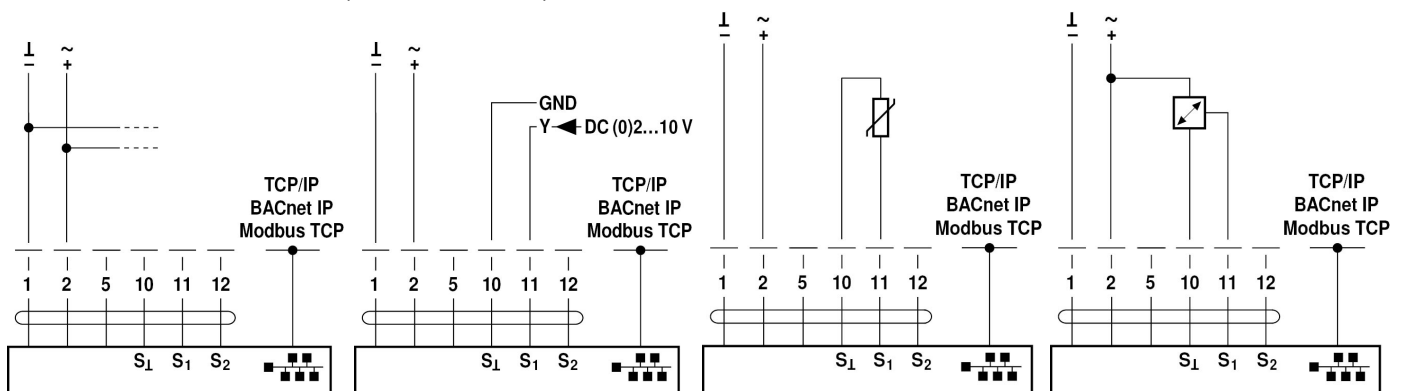 ⊥ ~
– +
TCP/IP
BACnet IP
Modbus TCP
1 2 5 10 11 12
S⊥ S1 S2
⊥ ~
– +
GND
Y DC (0)2...10 V
TCP/IP
BACnet IP
Modbus TCP
1 2 5 10 11 12
S⊥ S1 S2
⊥ ~
– +
TCP/IP
BACnet IP
Modbus TCP
1 2 5 10 11 12
S⊥ S1 S2
⊥ ~
– +
TCP/IP
BACnet IP
Modbus TCP
1 2 5 10 11 12
S⊥ S1 S2